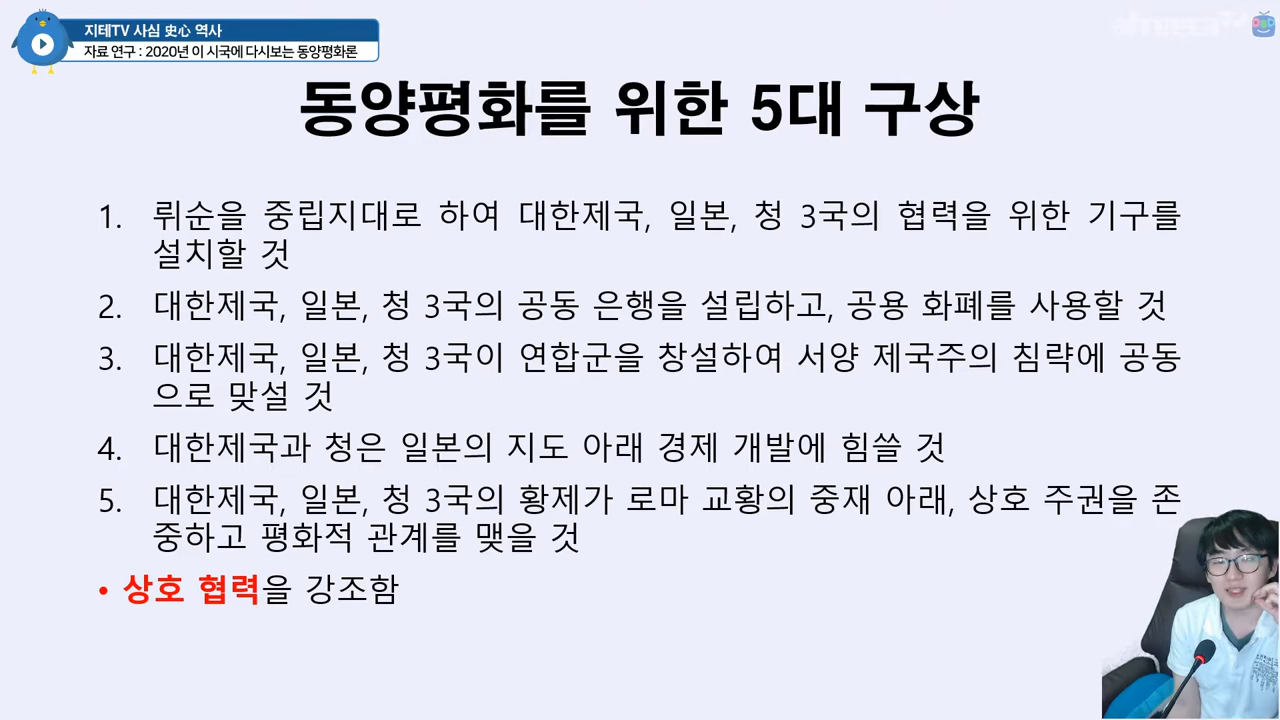 지테TV 사심 史心 역사
자료 연구 : 2020년 이 시국에 다시보는 동양평화론
동양평화를 위한 5대 구상
1. 뤼순을 중립지대로 하여 대한제국, 일본, 청 3국의 협력을 위한 기구를
설치할 것
2. 대한제국, 일본, 청 3국의 공동 은행을 설립하고, 공용 화폐를 사용할 것
3. 대한제국, 일본, 청 3국이 연합군을 창설하여 서양 제국주의 침략에 공동
으로 맞설 것
4. 대한제국과 청은 일본의 지도 아래 경제 개발에 힘쓸 것
5. 대한제국, 일본, 청 3국의 황제가 로마 교황의 중재 아래, 상호 주권을 존
중하고 평화적 관계를 맺을 것
• 상호 협력을 강조함